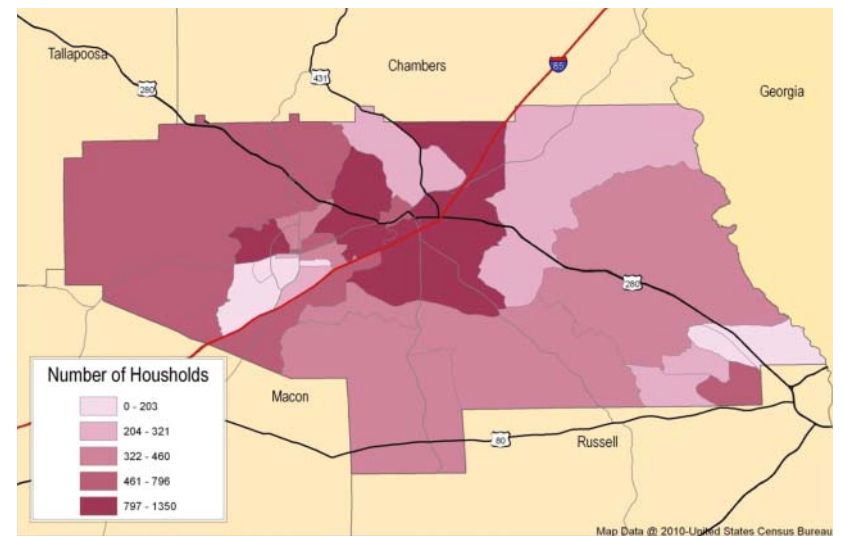 Tallapoosa
280
431
Chambers
85
Georgia
280
Number of Housholds
0 - 203
204 - 321
322 - 460
461 - 796
797 - 1350
Macon
80
Russell
Map Data @ 2010-United States Census Bureau